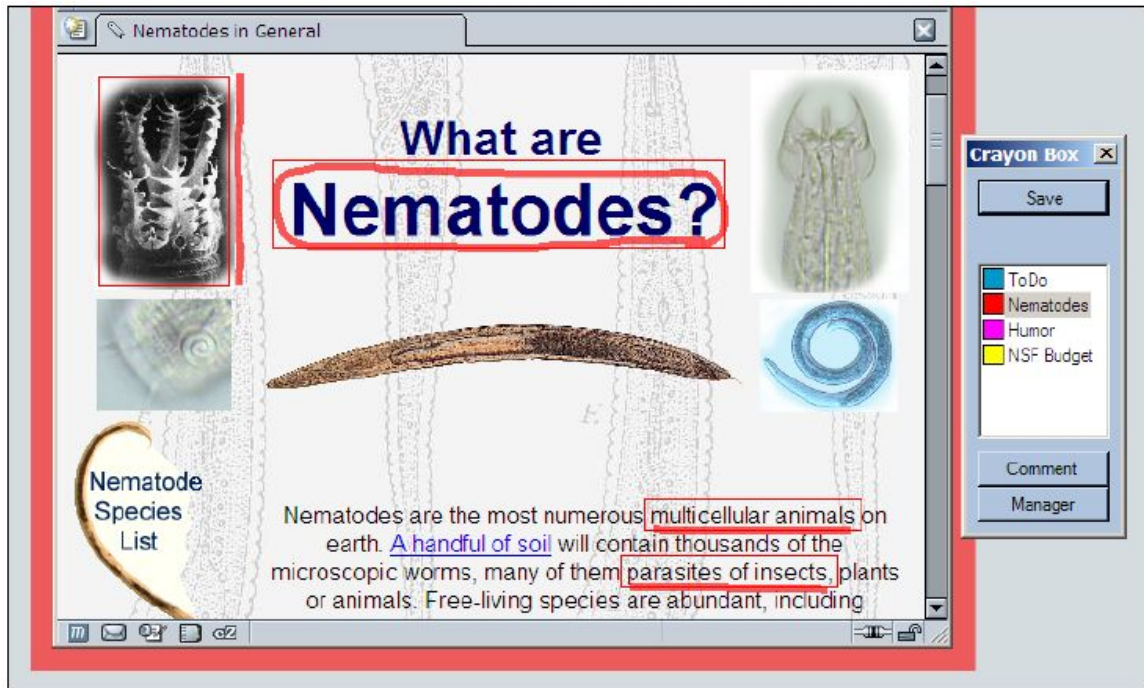 Nematodes in General
What are
Nematodes?
Nematode
Species
List
Nematodes are the most numerous multicellular animals on
earth. A handful of soil will contain thousands of the
microscopic worms, many of them parasites of insects, plants
or animals. Free-living species are abundant, including
Crayon Box
Save
ToDo
Nematodes
Humor
NSF Budget
Comment
Manager